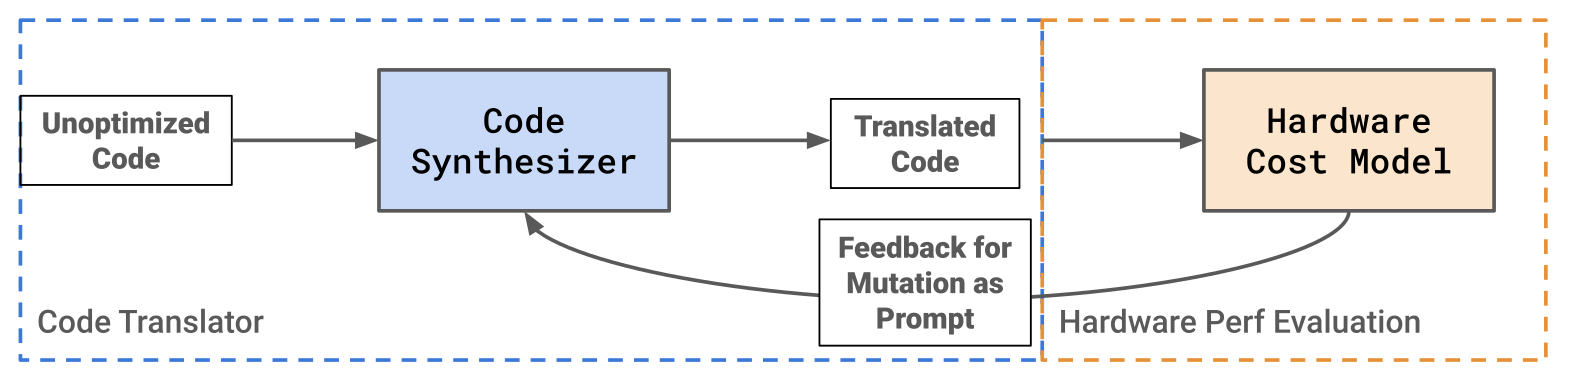 Unoptimized
Code
Code
Synthesizer
Translated
Code
Hardware
Cost Model
Feedback for
Mutation as
Prompt
Code Translator
Hardware Perf Evaluation